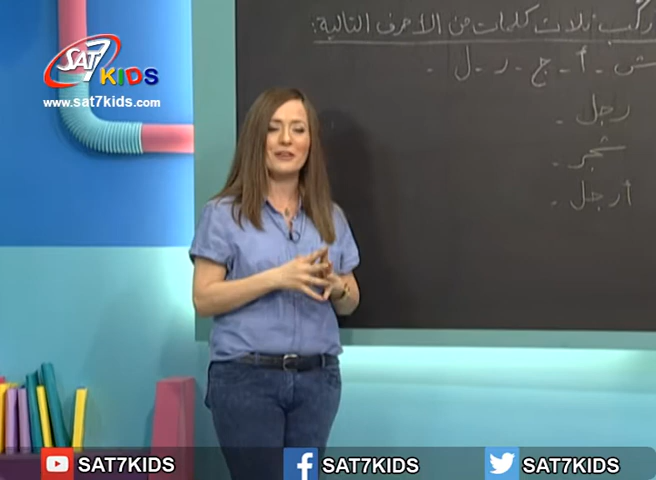 SAT7
KIDS
www.sat7kids.com
ركّب ثلاث كلمات من الأحرف التالية:
ش - أ - ج - ر - ل .
رجل .
شجر .
أرجل .
SAT7KIDS
SAT7KIDS
SAT7KIDS